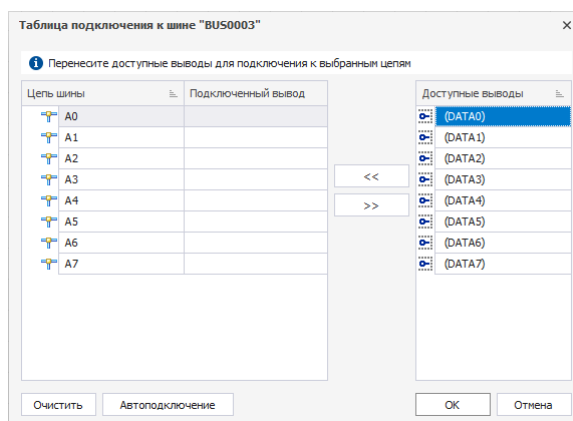 Таблица подключения к шине "BUS0003"
Перенесите доступные выводы для подключения к выбранным цепям
Цепь шины Подключенный вывод Доступные выводы
A0 (DATA0)
A1 (DATA1)
A2 (DATA2)
A3 << (DATA3)
A4 >> (DATA4)
A5 (DATA5)
A6 (DATA6)
A7 (DATA7)
Очистить Автоподключение OK Отмена